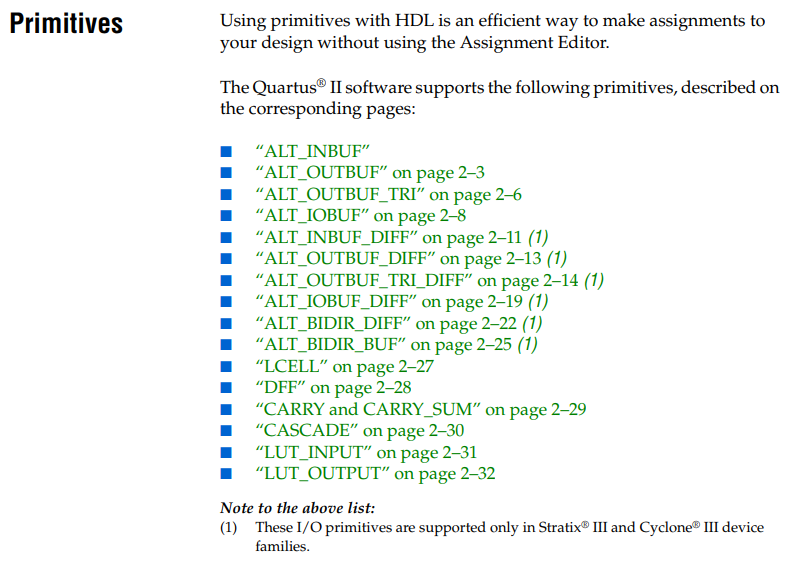 Primitives
Using primitives with HDL is an efficient way to make assignments to
your design without using the Assignment Editor.
The Quartus® II software supports the following primitives, described on
the corresponding pages:
■ “ALT_INBUF”
■ “ALT_OUTBUF” on page 2–3
■ “ALT_OUTBUF_TRI” on page 2–6
■ “ALT_IOBUF” on page 2–8
■ “ALT_INBUF_DIFF” on page 2–11 (1)
■ “ALT_OUTBUF_DIFF” on page 2–13 (1)
■ “ALT_OUTBUF_TRI_DIFF” on page 2–14 (1)
■ “ALT_IOBUF_DIFF” on page 2–19 (1)
■ “ALT_BIDIR_DIFF” on page 2–22 (1)
■ “ALT_BIDIR_BUF” on page 2–25 (1)
■ “LCELL” on page 2–27
■ “DFF” on page 2–28
■ “CARRY and CARRY_SUM” on page 2–29
■ “CASCADE” on page 2–30
■ “LUT_INPUT” on page 2–31
■ “LUT_OUTPUT” on page 2–32
Note to the above list:
(1) These I/O primitives are supported only in Stratix® III and Cyclone® III device
families.